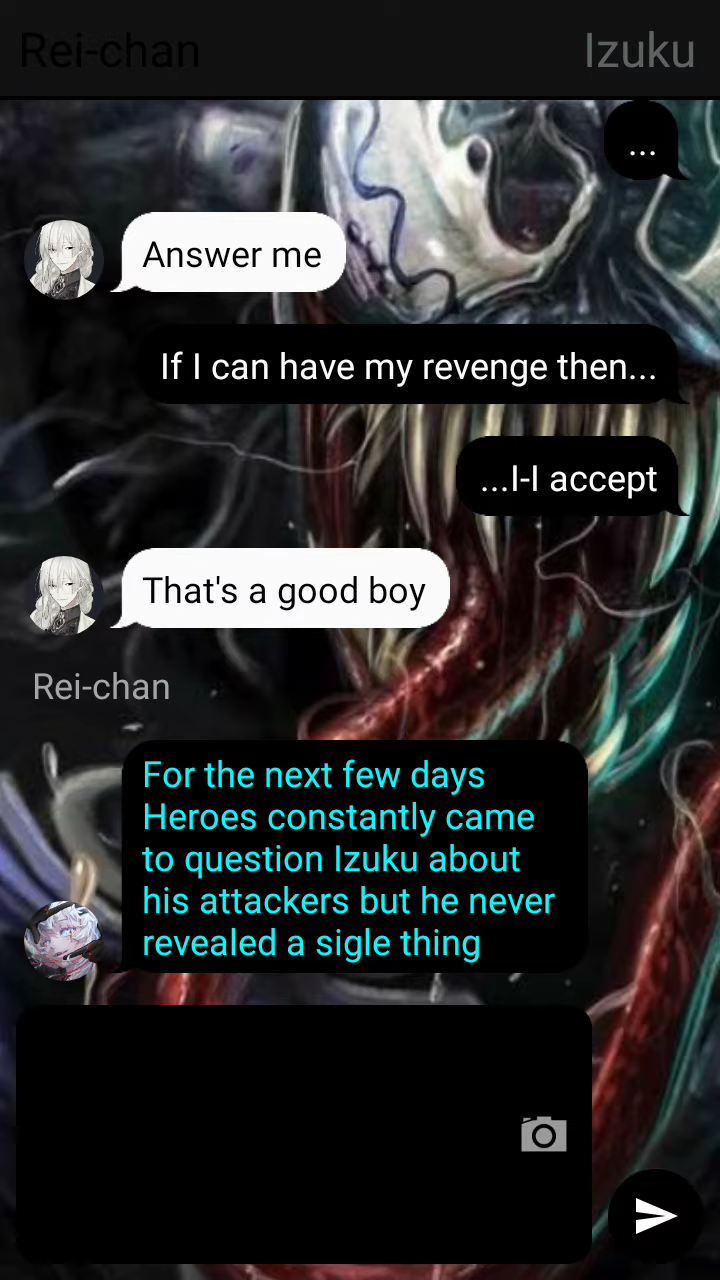 Rei-chan
Izuku
...
Answer me
If I can have my revenge then...
...I-I accept
That's a good boy
Rei-chan
For the next few days
Heroes constantly came
to question Izuku about
his attackers but he never
revealed a sigle thing